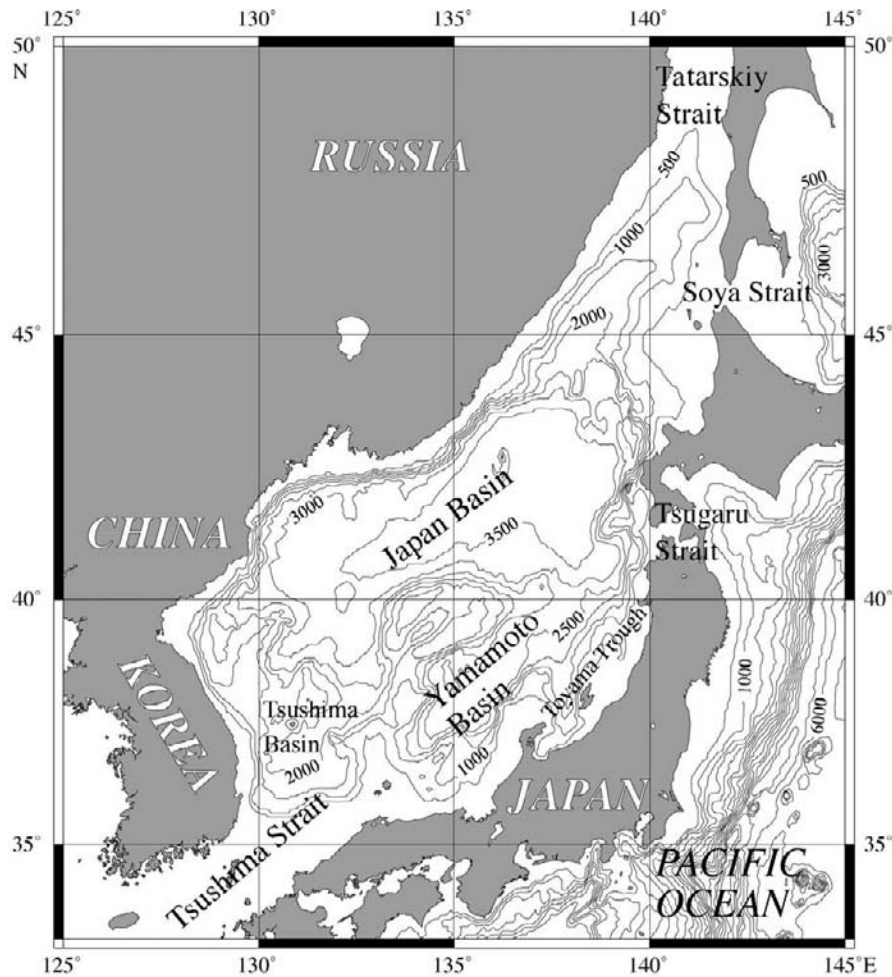 125° 130° 135° 140° 145°
50° 50°
N
Tatarskiy
Strait
RUSSIA
500
500
1000
3000
Soya Strait
2000
45° 45°
3000
Japan Basin
CHINA
3500
Tsugaru
Strait
40° 40°
2500
Yamamoto
Basin
Toyama Trough
KOREA
1000
6000
Tsushima
Basin
2000
1000
JAPAN
Tsushima Strait
35° 35°
PACIFIC
OCEAN
125° 130° 135° 140° 145° E